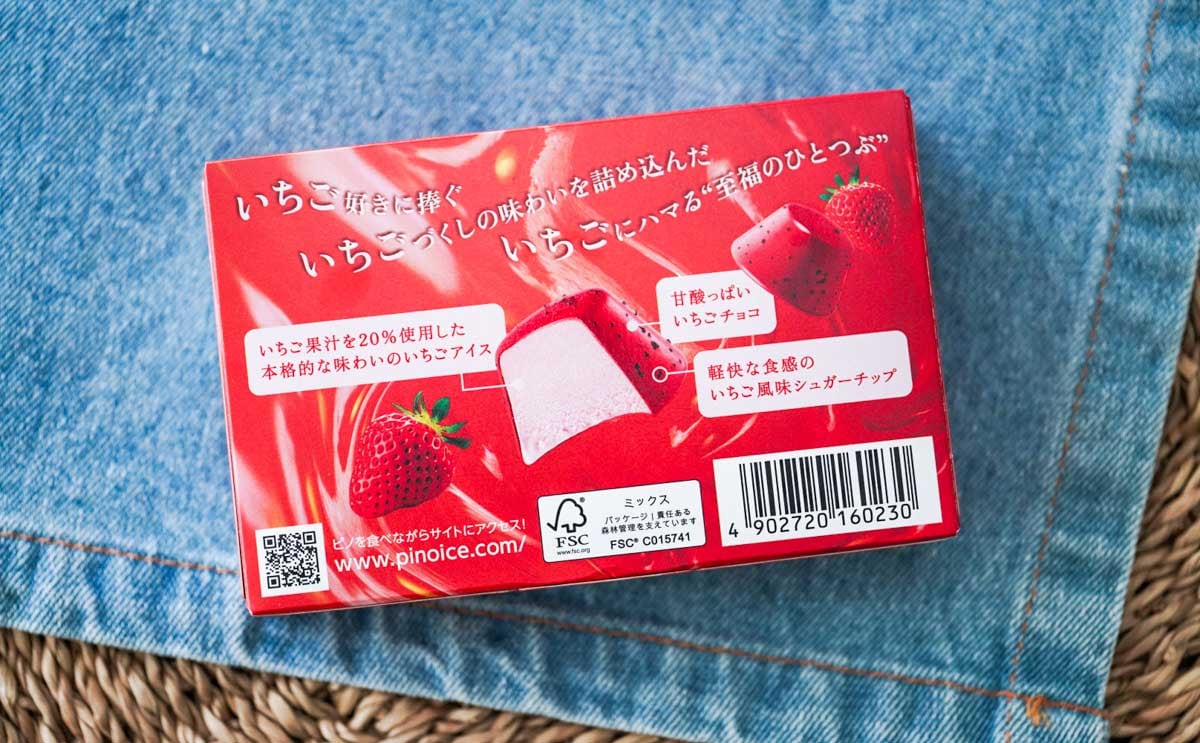 いちご好きに捧ぐ
いちごづくしの味わいを詰め込んだ
いちごにハマる“至福のひとつぶ”
甘酸っぱい
いちごチョコ
いちご果汁を20%使用した
本格的な味わいのいちごアイス
軽快な食感の
いちご風味シュガーチップ
ピノを食べながらサイトにアクセス!
www.pinoice.com/
FSC®
www.fsc.org
ミックス
パッケージ|責任ある
森林管理を支えています
FSC® C015741
4 902720 160230